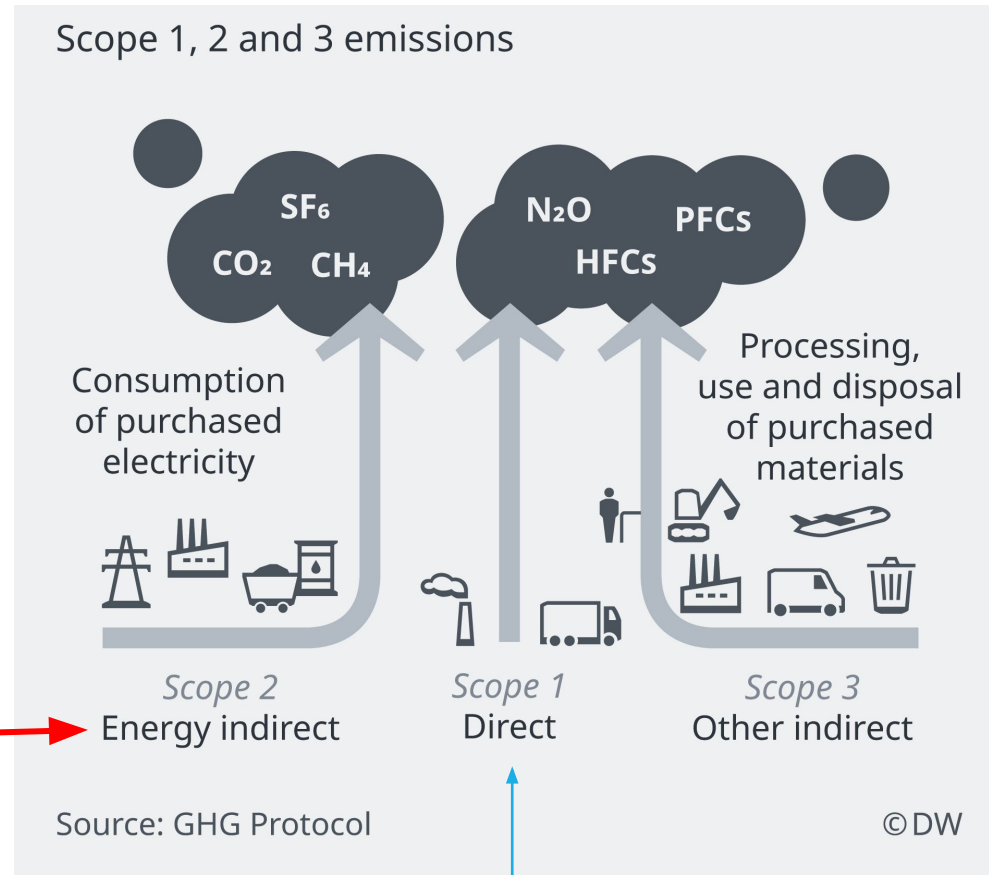 Scope 1, 2 and 3 emissions
SF₆
CO₂ CH₄
N₂O
PFCs
HFCs
Consumption
of purchased
electricity
Processing,
use and disposal
of purchased
materials
Scope 2
Energy indirect
Scope 1
Direct
Scope 3
Other indirect
Source: GHG Protocol
© DW